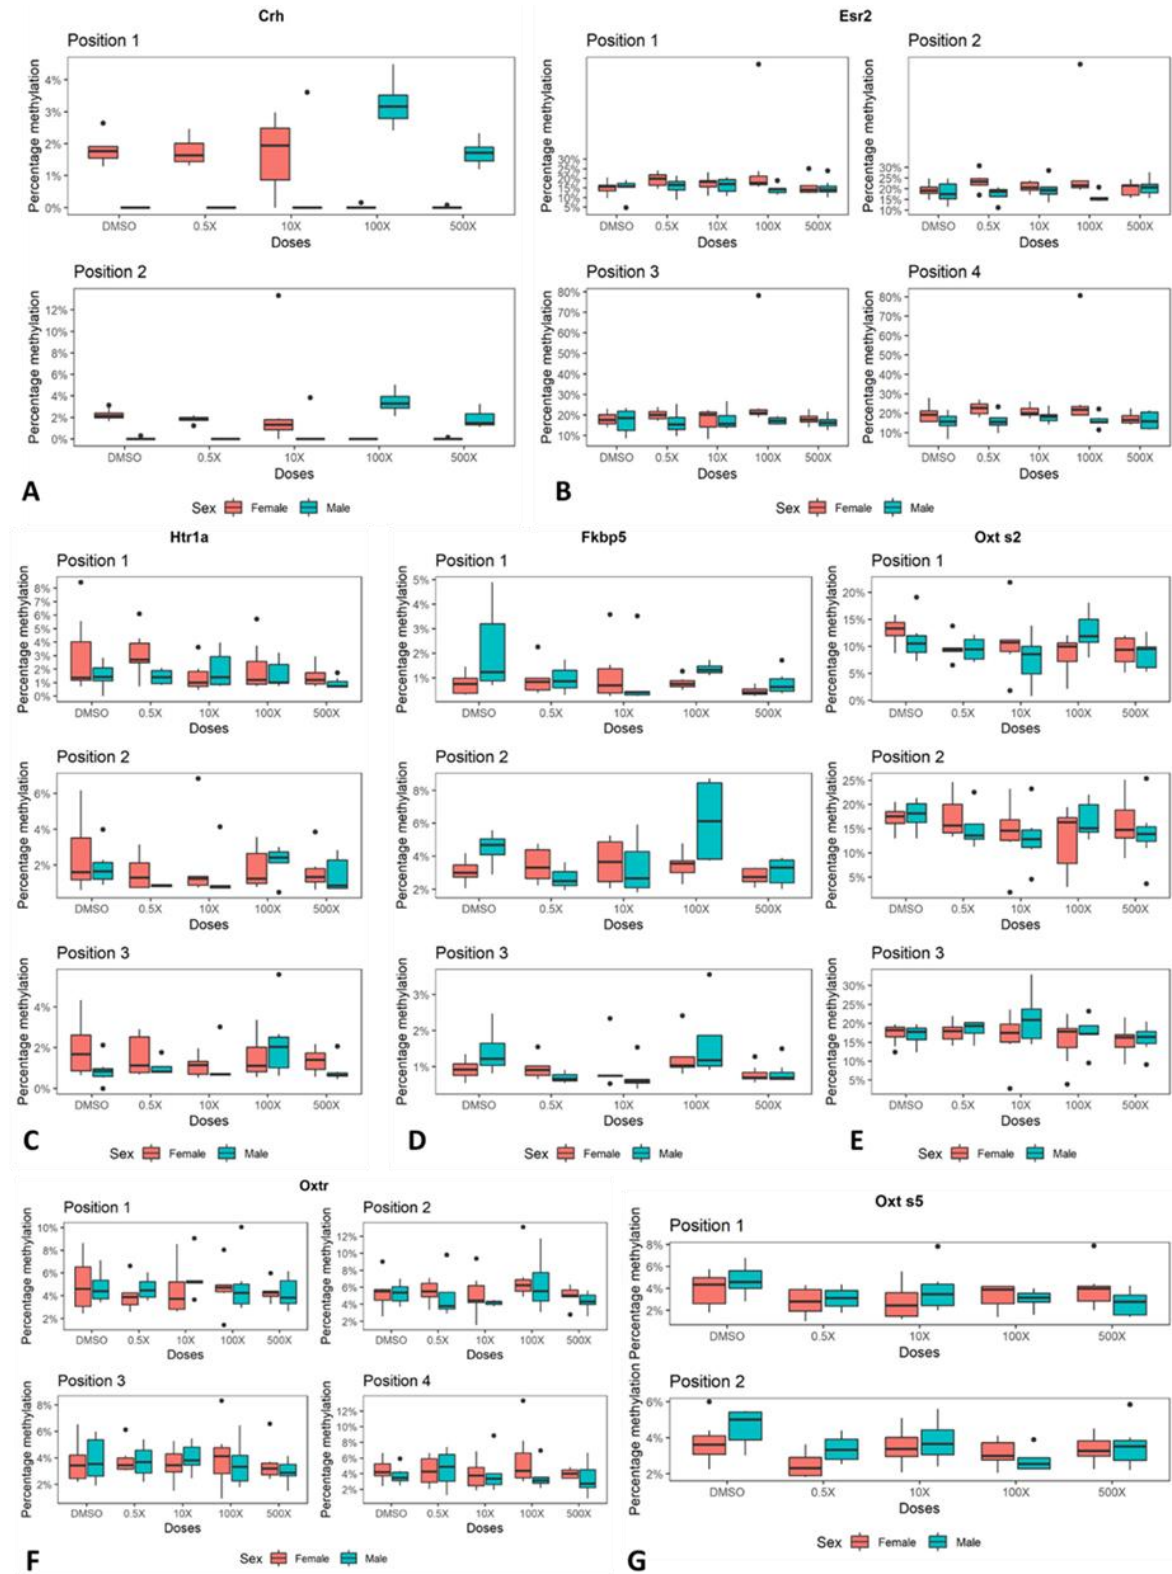 Crh
Position 1
Percentage methylation
4%
3%
2%
1%
0%
DMSO 0.5X 10X 100X 500X
Doses
Position 2
Percentage methylation
12%
10%
8%
6%
4%
2%
0%
DMSO 0.5X 10X 100X 500X
Doses
A
Sex Female Male
Esr2
Position 1
Percentage methylation
30%
25%
20%
15%
10%
5%
DMSO 0.5X 10X 100X 500X
Doses
Position 2
Percentage methylation
30%
25%
20%
15%
10%
DMSO 0.5X 10X 100X 500X
Doses
Position 3
Percentage methylation
80%
70%
60%
50%
40%
30%
20%
10%
DMSO 0.5X 10X 100X 500X
Doses
Position 4
Percentage methylation
80%
70%
60%
50%
40%
30%
20%
10%
DMSO 0.5X 10X 100X 500X
Doses
B
Sex Female Male
Htr1a
Position 1
Percentage methylation
8%
7%
6%
5%
4%
3%
2%
1%
0%
DMSO 0.5X 10X 100X 500X
Doses
Position 2
Percentage methylation
6%
4%
2%
DMSO 0.5X 10X 100X 500X
Doses
Position 3
Percentage methylation
4%
2%
0%
DMSO 0.5X 10X 100X 500X
Doses
C
Sex Female Male
Fkbp5
Position 1
Percentage methylation
5%
4%
3%
2%
1%
DMSO 0.5X 10X 100X 500X
Doses
Position 2
Percentage methylation
8%
6%
4%
2%
DMSO 0.5X 10X 100X 500X
Doses
Position 3
Percentage methylation
3%
2%
1%
DMSO 0.5X 10X 100X 500X
Doses
D
Sex Female Male
Oxt s2
Position 1
Percentage methylation
20%
15%
10%
5%
0%
DMSO 0.5X 10X 100X 500X
Doses
Position 2
Percentage methylation
25%
20%
15%
10%
5%
DMSO 0.5X 10X 100X 500X
Doses
Position 3
Percentage methylation
30%
25%
20%
15%
10%
5%
DMSO 0.5X 10X 100X 500X
Doses
E
Sex Female Male
Oxtr
Position 1
Percentage methylation
10%
8%
6%
4%
2%
DMSO 0.5X 10X 100X 500X
Doses
Position 2
Percentage methylation
12%
10%
8%
6%
4%
2%
DMSO 0.5X 10X 100X 500X
Doses
Position 3
Percentage methylation
8%
6%
4%
2%
DMSO 0.5X 10X 100X 500X
Doses
Position 4
Percentage methylation
12%
10%
8%
6%
4%
2%
DMSO 0.5X 10X 100X 500X
Doses
F
Sex Female Male
Oxt s5
Position 1
Percentage methylation
8%
6%
4%
2%
DMSO 0.5X 10X 100X 500X
Doses
Position 2
Percentage methylation
6%
4%
2%
DMSO 0.5X 10X 100X 500X
Doses
Sex Female Male
G